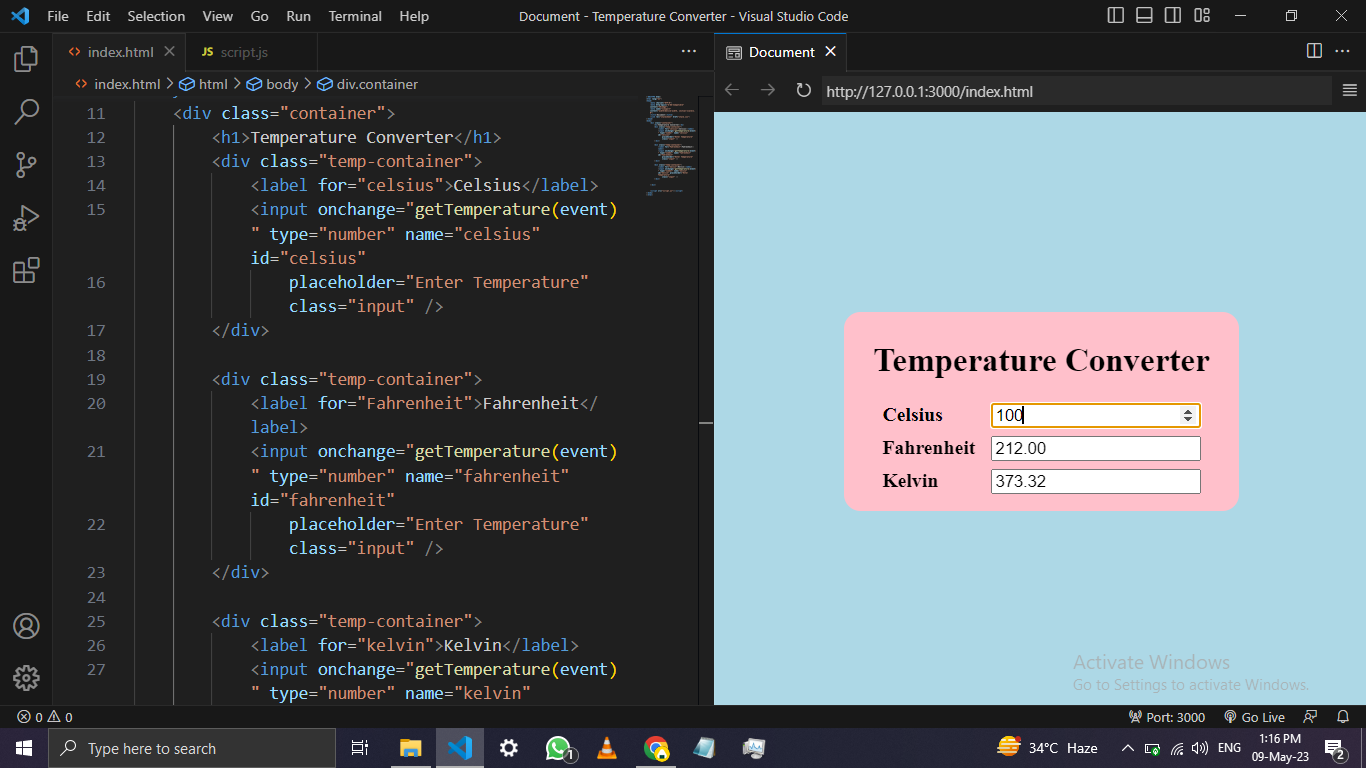 File Edit Selection View Go Run Terminal Help Document - Temperature Converter - Visual Studio Code
index.html
JS script.js
index.html > html > body > div.container
11 <div class="container">
12 <h1>Temperature Converter</h1>
13 <div class="temp-container">
14 <label for="celsius">Celsius</label>
15 <input onchange="getTemperature(event)
" type="number" name="celsius"
id="celsius"
16 placeholder="Enter Temperature"
class="input" />
17 </div>
18
19 <div class="temp-container">
20 <label for="Fahrenheit">Fahrenheit</
label>
21 <input onchange="getTemperature(event)
" type="number" name="fahrenheit"
id="fahrenheit"
22 placeholder="Enter Temperature"
class="input" />
23 </div>
24
25 <div class="temp-container">
26 <label for="kelvin">Kelvin</label>
27 <input onchange="getTemperature(event)
" type="number" name="kelvin"
Document
http://127.0.0.1:3000/index.html
Temperature Converter
Celsius 100
Fahrenheit 212.00
Kelvin 373.32
Activate Windows
Go to Settings to activate Windows.
0 0 Port: 3000 Go Live
Type here to search
1
34°C Haze
ENG
1:16 PM
09-May-23
2